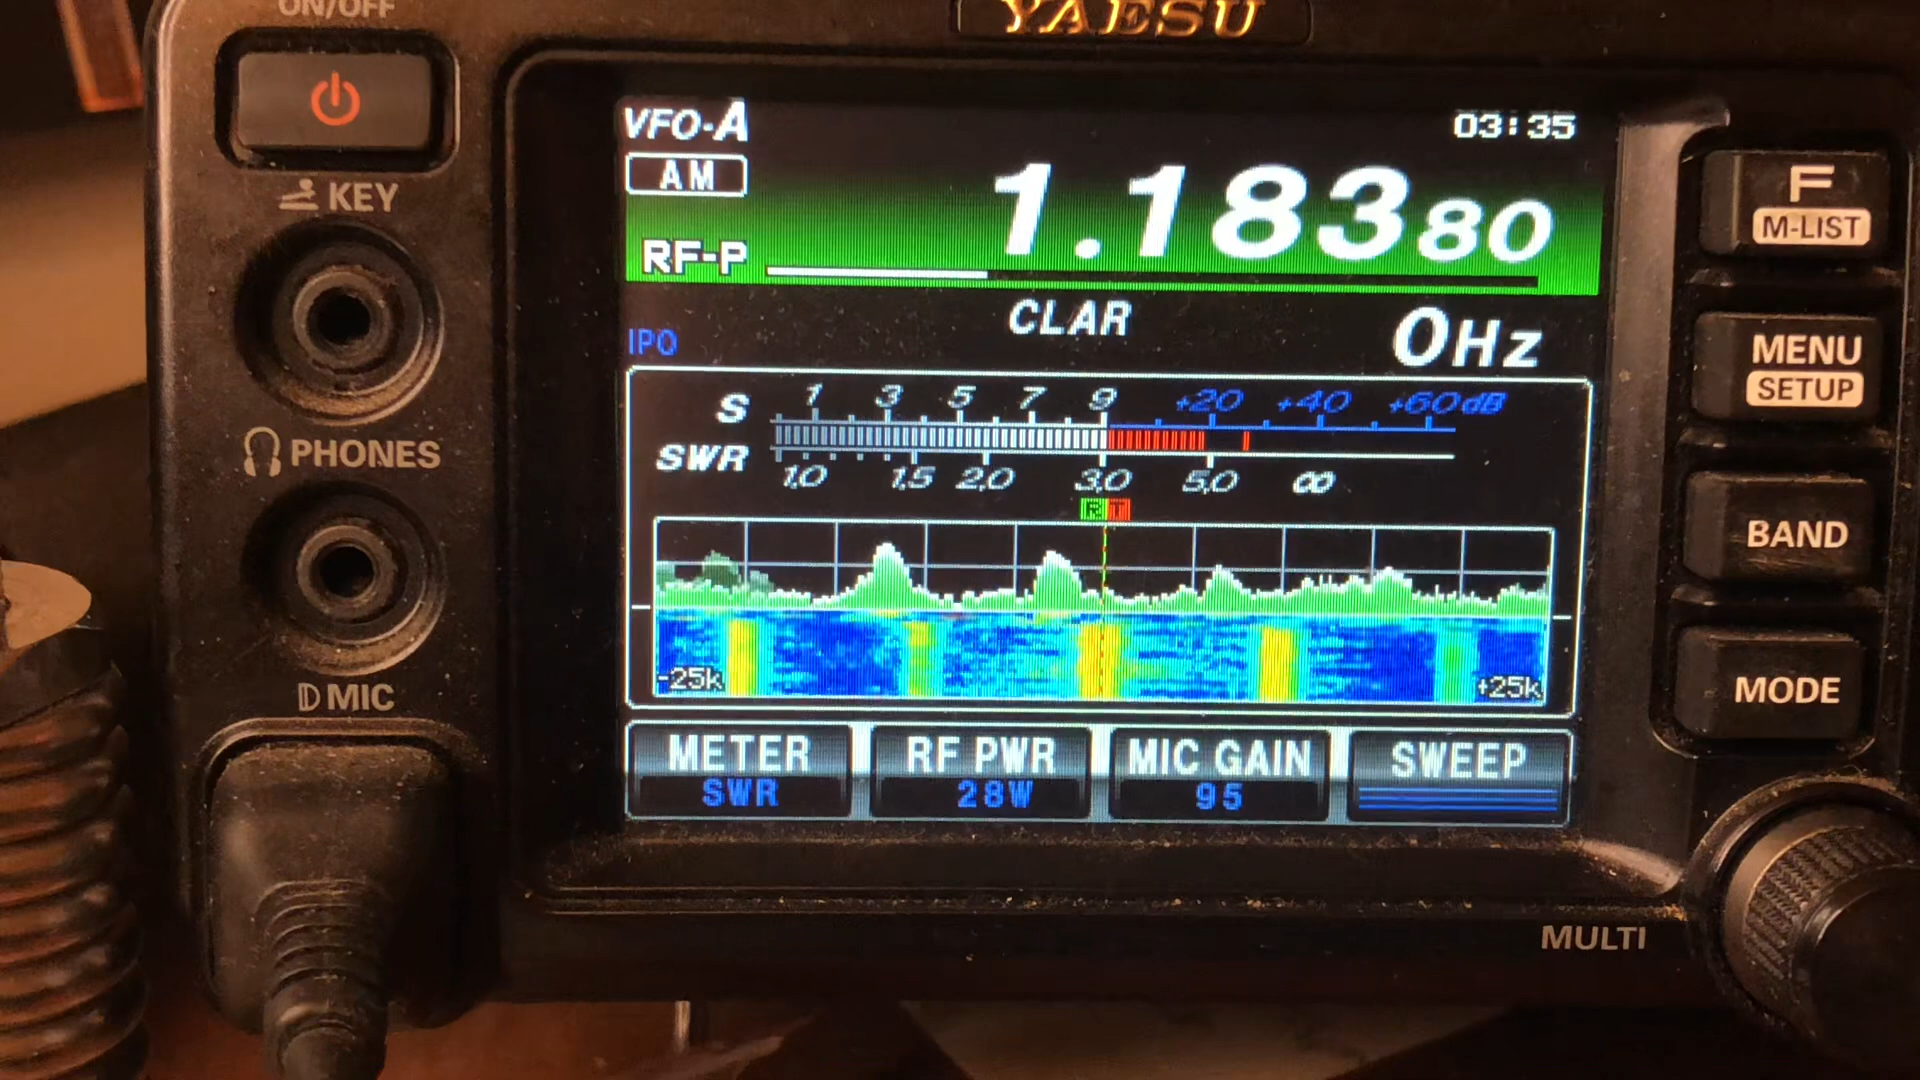 ON/OFF
YAESU
VFO-A
03:35
AM
1.183 80
RF-P
CLAR
0Hz
IPO
S 1 3 5 7 9 +20 +40 +60dB
SWR 1,0 1,5 2,0 3,0 5,0 ∞
R T
-25k
+25k
METER
SWR
RF PWR
28W
MIC GAIN
95
SWEEP
KEY
PHONES
MIC
F
M-LIST
MENU
SETUP
BAND
MODE
MULTI